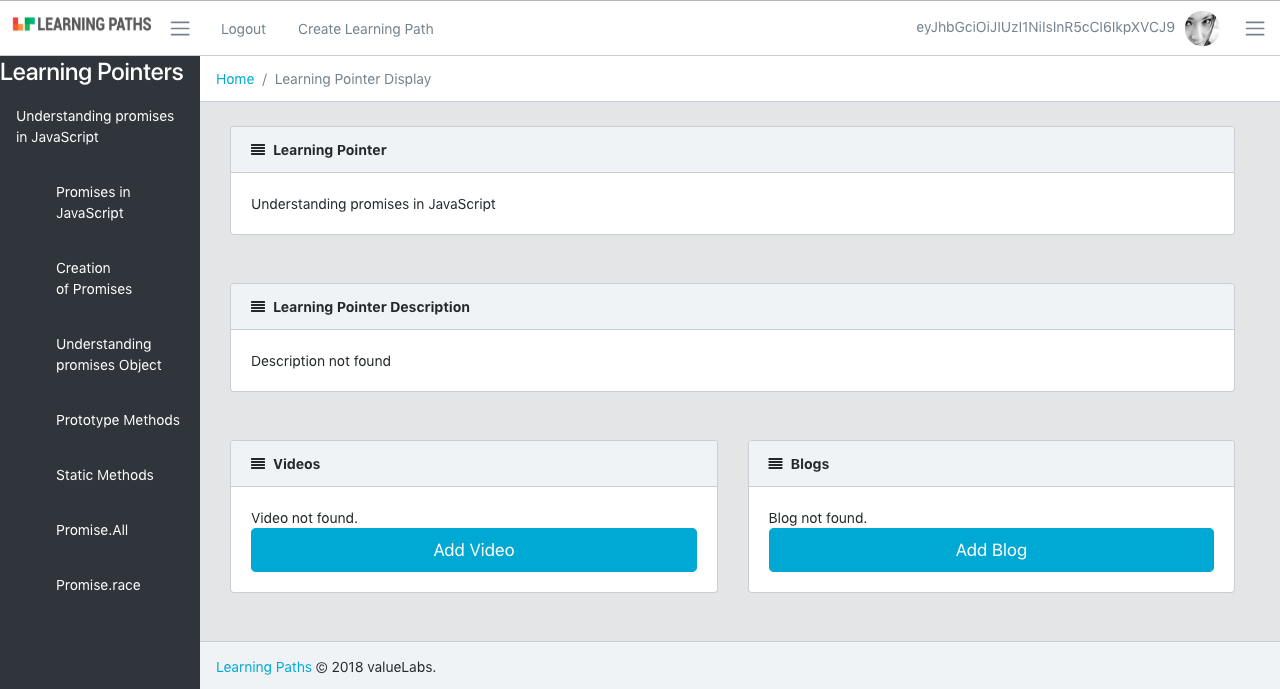 LEARNING PATHS
Logout
Create Learning Path
eyJhbGciOiJIUzI1NiIsInR5cCI6IkpXVCJ9
Learning Pointers
Understanding promises
in JavaScript
Promises in
JavaScript
Creation
of Promises
Understanding
promises Object
Prototype Methods
Static Methods
Promise.All
Promise.race
Home / Learning Pointer Display
Learning Pointer
Understanding promises in JavaScript
Learning Pointer Description
Description not found
Videos
Video not found.
Add Video
Blogs
Blog not found.
Add Blog
Learning Paths © 2018 valueLabs.